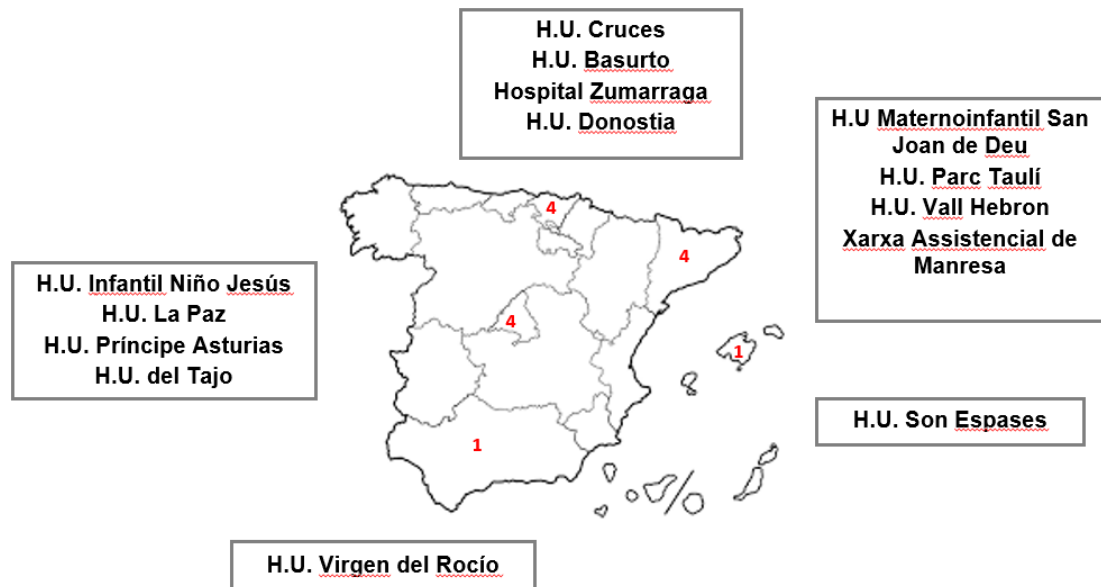 H.U. Cruces
H.U. Basurto
Hospital Zumarraga
H.U. Donostia
H.U Maternoinfantil San
Joan de Deu
H.U. Parc Taulí
H.U. Vall Hebron
Xarxa Assistencial de
Manresa
4
4
H.U. Infantil Niño Jesús
H.U. La Paz
H.U. Príncipe Asturias
H.U. del Tajo
4
1
H.U. Son Espases
1
H.U. Virgen del Rocío